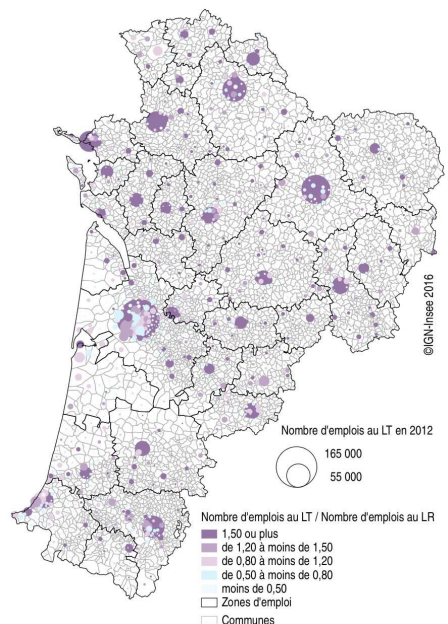 ©IGN-Insee 2016
Nombre d'emplois au LT en 2012
165 000
55 000
Nombre d'emplois au LT / Nombre d'emplois au LR
1,50 ou plus
de 1,20 à moins de 1,50
de 0,80 à moins de 1,20
de 0,50 à moins de 0,80
moins de 0,50
Zones d'emploi
Communes